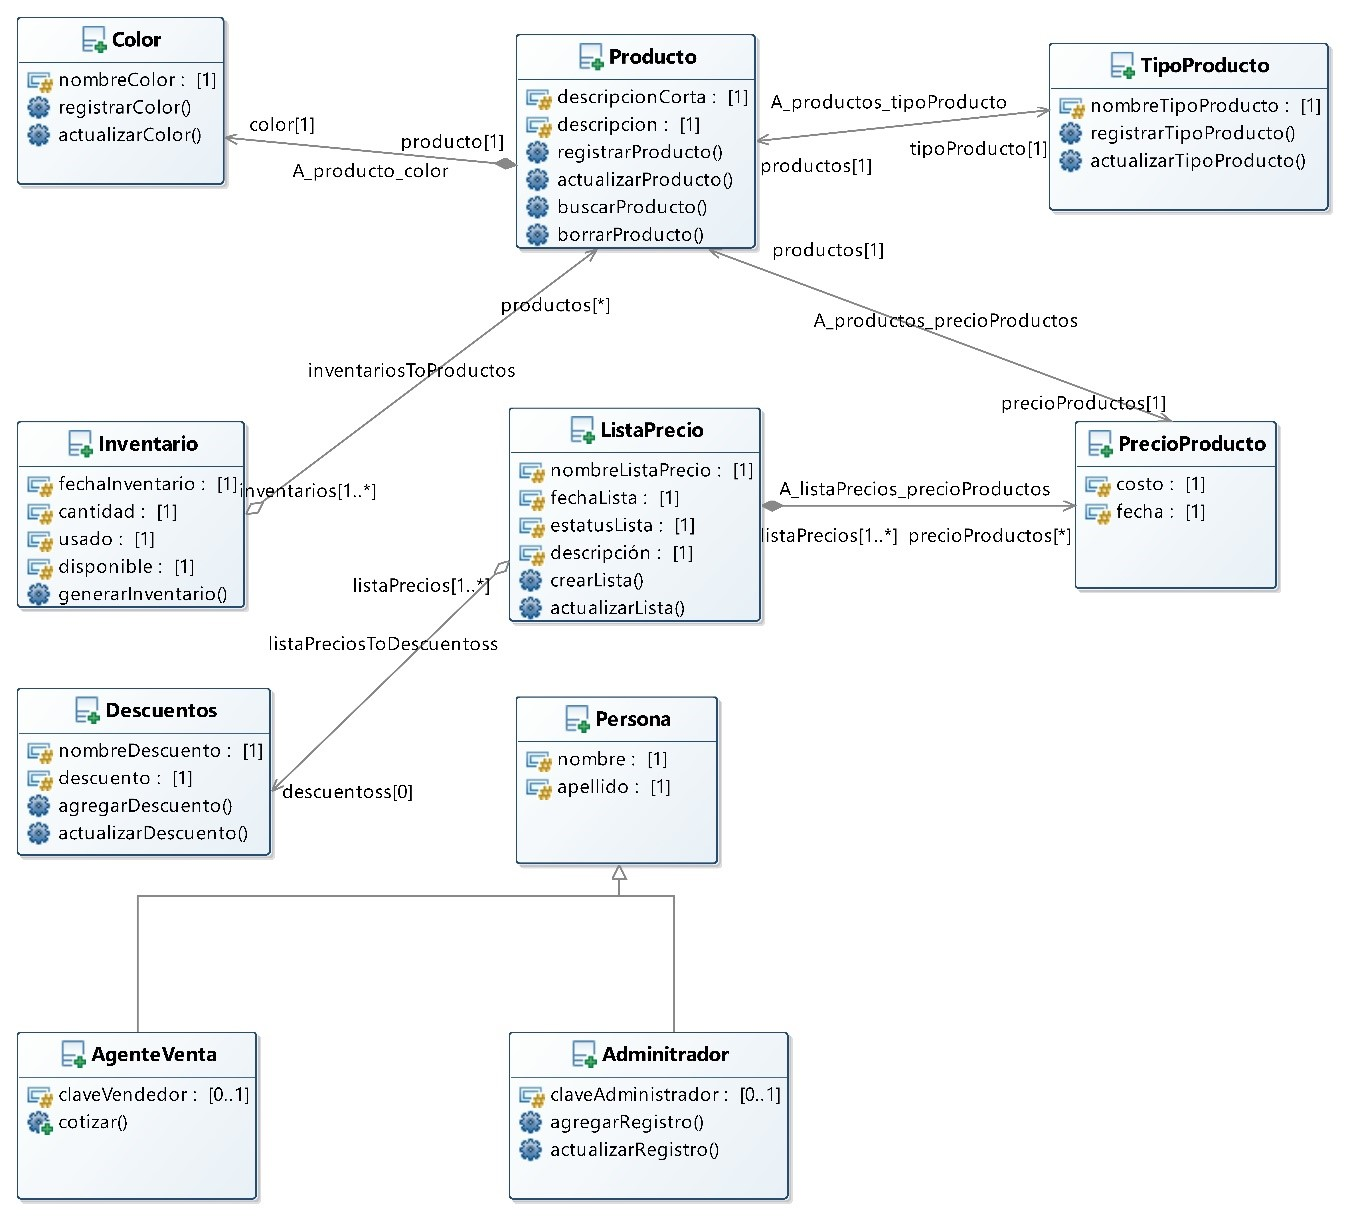 Color
nombreColor : [1]
registrarColor()
actualizarColor()
color[1]
A_producto_color
producto[1]
Producto
descripcionCorta : [1]
descripcion : [1]
registrarProducto()
actualizarProducto()
buscarProducto()
borrarProducto()
A_productos_tipoProducto
productos[1]
tipoProducto[1]
TipoProducto
nombreTipoProducto : [1]
registrarTipoProducto()
actualizarTipoProducto()
productos[1]
A_productos_precioProductos
precioProductos[1]
productos[*]
inventariosToProductos
inventarios[1..*]
Inventario
fechaInventario : [1]
cantidad : [1]
usado : [1]
disponible : [1]
generarInventario()
ListaPrecio
nombreListaPrecio : [1]
fechaLista : [1]
estatusLista : [1]
descripción : [1]
crearLista()
actualizarLista()
A_listaPrecios_precioProductos
listaPrecios[1..*]
precioProductos[*]
PrecioProducto
costo : [1]
fecha : [1]
listaPrecios[1..*]
listaPreciosToDescuentoss
descuentoss[0]
Descuentos
nombreDescuento : [1]
descuento : [1]
agregarDescuento()
actualizarDescuento()
Persona
nombre : [1]
apellido : [1]
AgenteVenta
claveVendedor : [0..1]
cotizar()
Adminitrador
claveAdministrador : [0..1]
agregarRegistro()
actualizarRegistro()